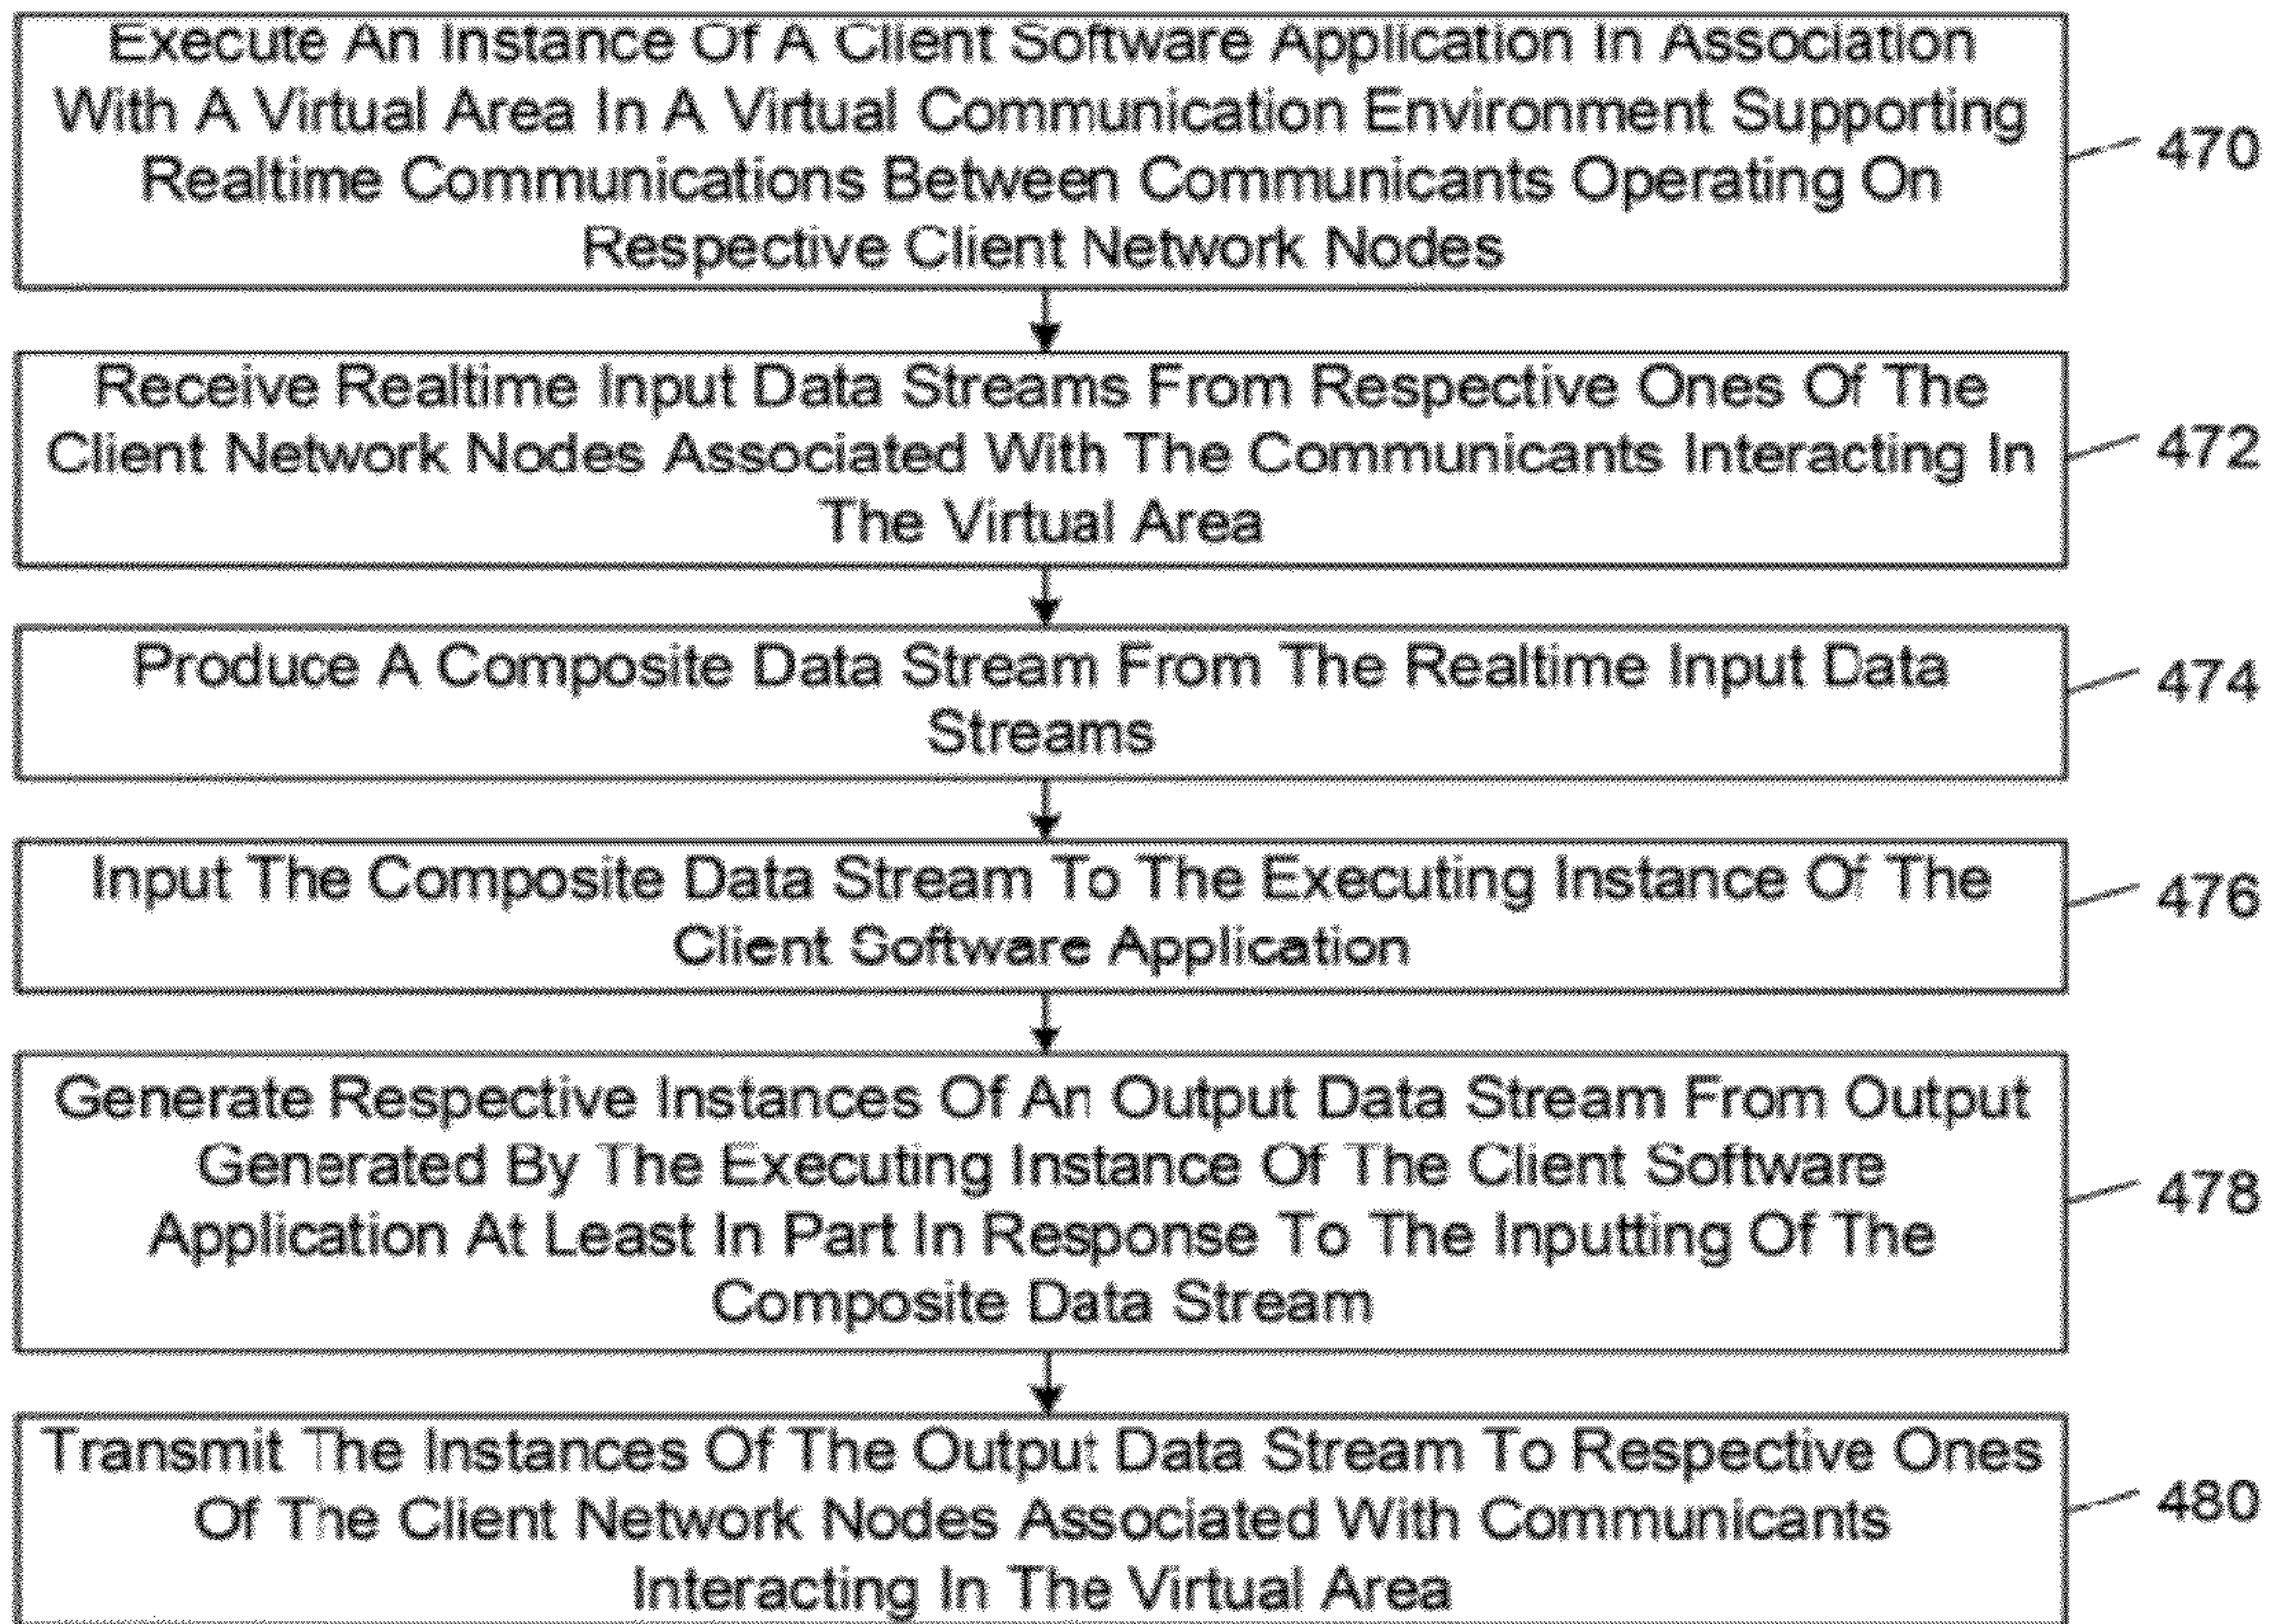 Execute An Instance Of A Client Software Application In Association
With A Virtual Area In A Virtual Communication Environment Supporting
Realtime Communications Between Communicants Operating On
Respective Client Network Nodes
470
Receive Realtime Input Data Streams From Respective Ones Of The
Client Network Nodes Associated With The Communicants Interacting In
The Virtual Area
472
Produce A Composite Data Stream From The Realtime Input Data
Streams
474
Input The Composite Data Stream To The Executing Instance Of The
Client Software Application
476
Generate Respective Instances Of An Output Data Stream From Output
Generated By The Executing Instance Of The Client Software
Application At Least In Part In Response To The Inputting Of The
Composite Data Stream
478
Transmit The Instances Of The Output Data Stream To Respective Ones
Of The Client Network Nodes Associated With Communicants
Interacting In The Virtual Area
480